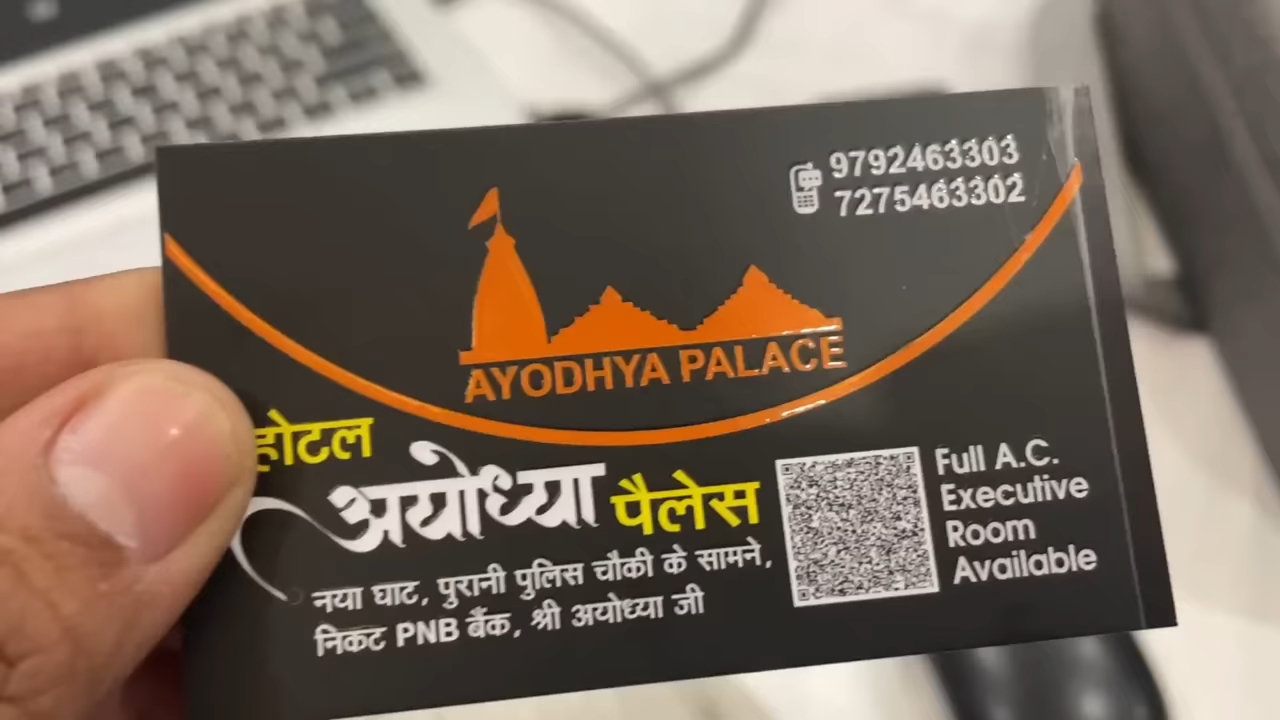 9792463303
7275463302
AYODHYA PALACE
होटल
अयोध्या पैलेस
नया घाट, पुरानी पुलिस चौकी के सामने,
निकट PNB बैंक, श्री अयोध्या जी
Full A.C.
Executive
Room
Available